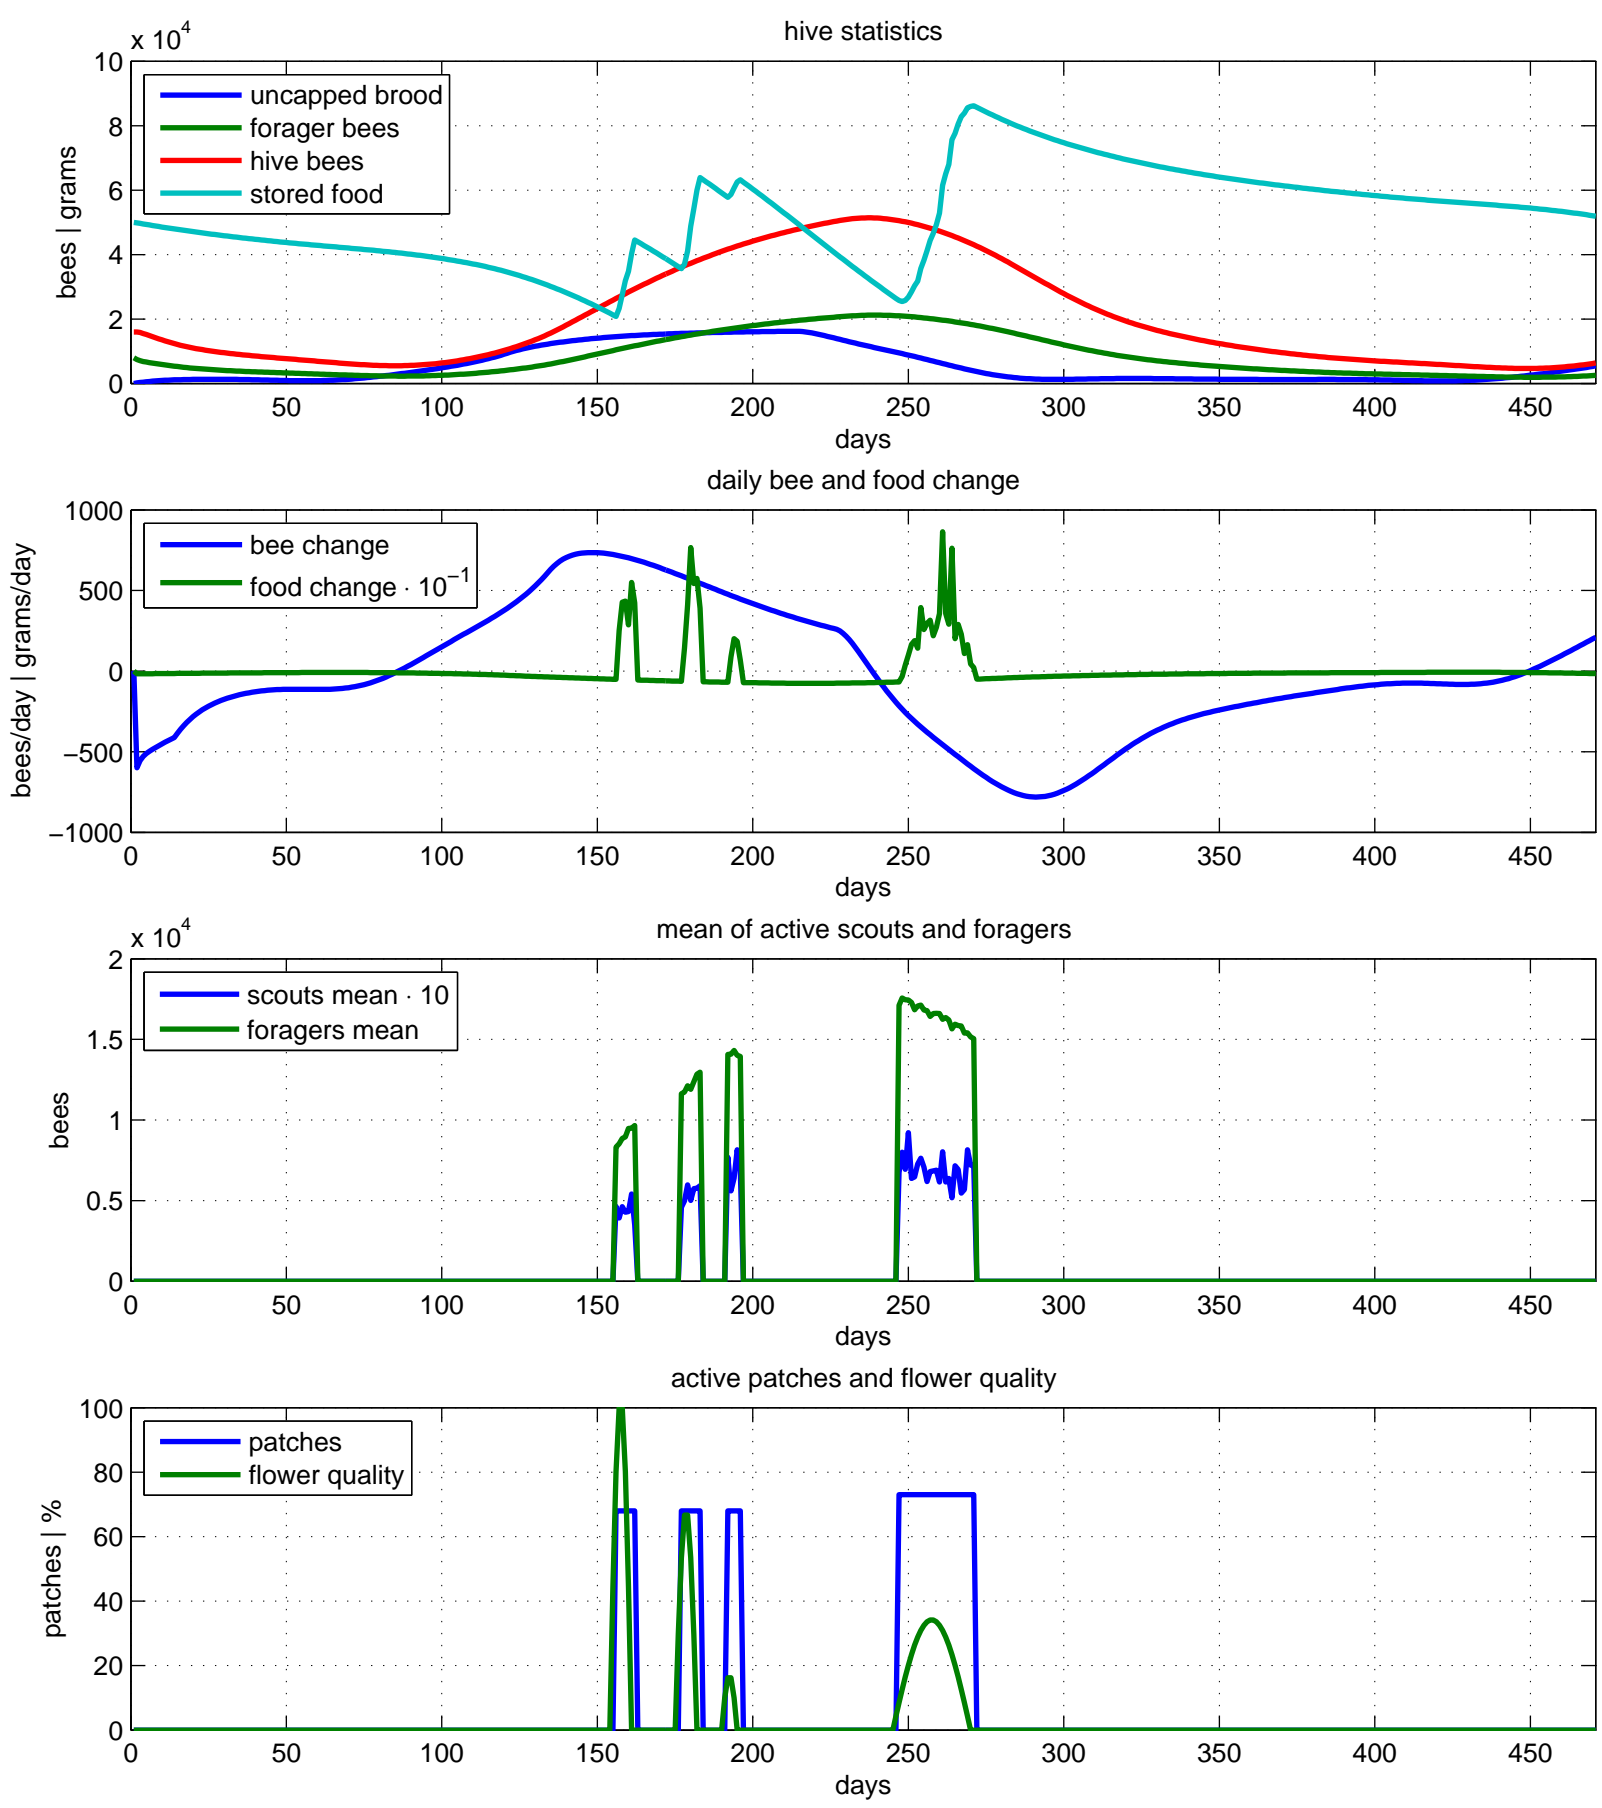 hive statistics
x 10^4
10
8
6
4
2
0
bees | grams
uncapped brood
forager bees
hive bees
stored food
0 50 100 150 200 250 300 350 400 450
days
daily bee and food change
1000
500
0
−500
−1000
bees/day | grams/day
bee change
food change · 10^−1
0 50 100 150 200 250 300 350 400 450
days
mean of active scouts and foragers
x 10^4
2
1.5
1
0.5
0
bees
scouts mean · 10
foragers mean
0 50 100 150 200 250 300 350 400 450
days
active patches and flower quality
100
80
60
40
20
0
patches | %
patches
flower quality
0 50 100 150 200 250 300 350 400 450
days